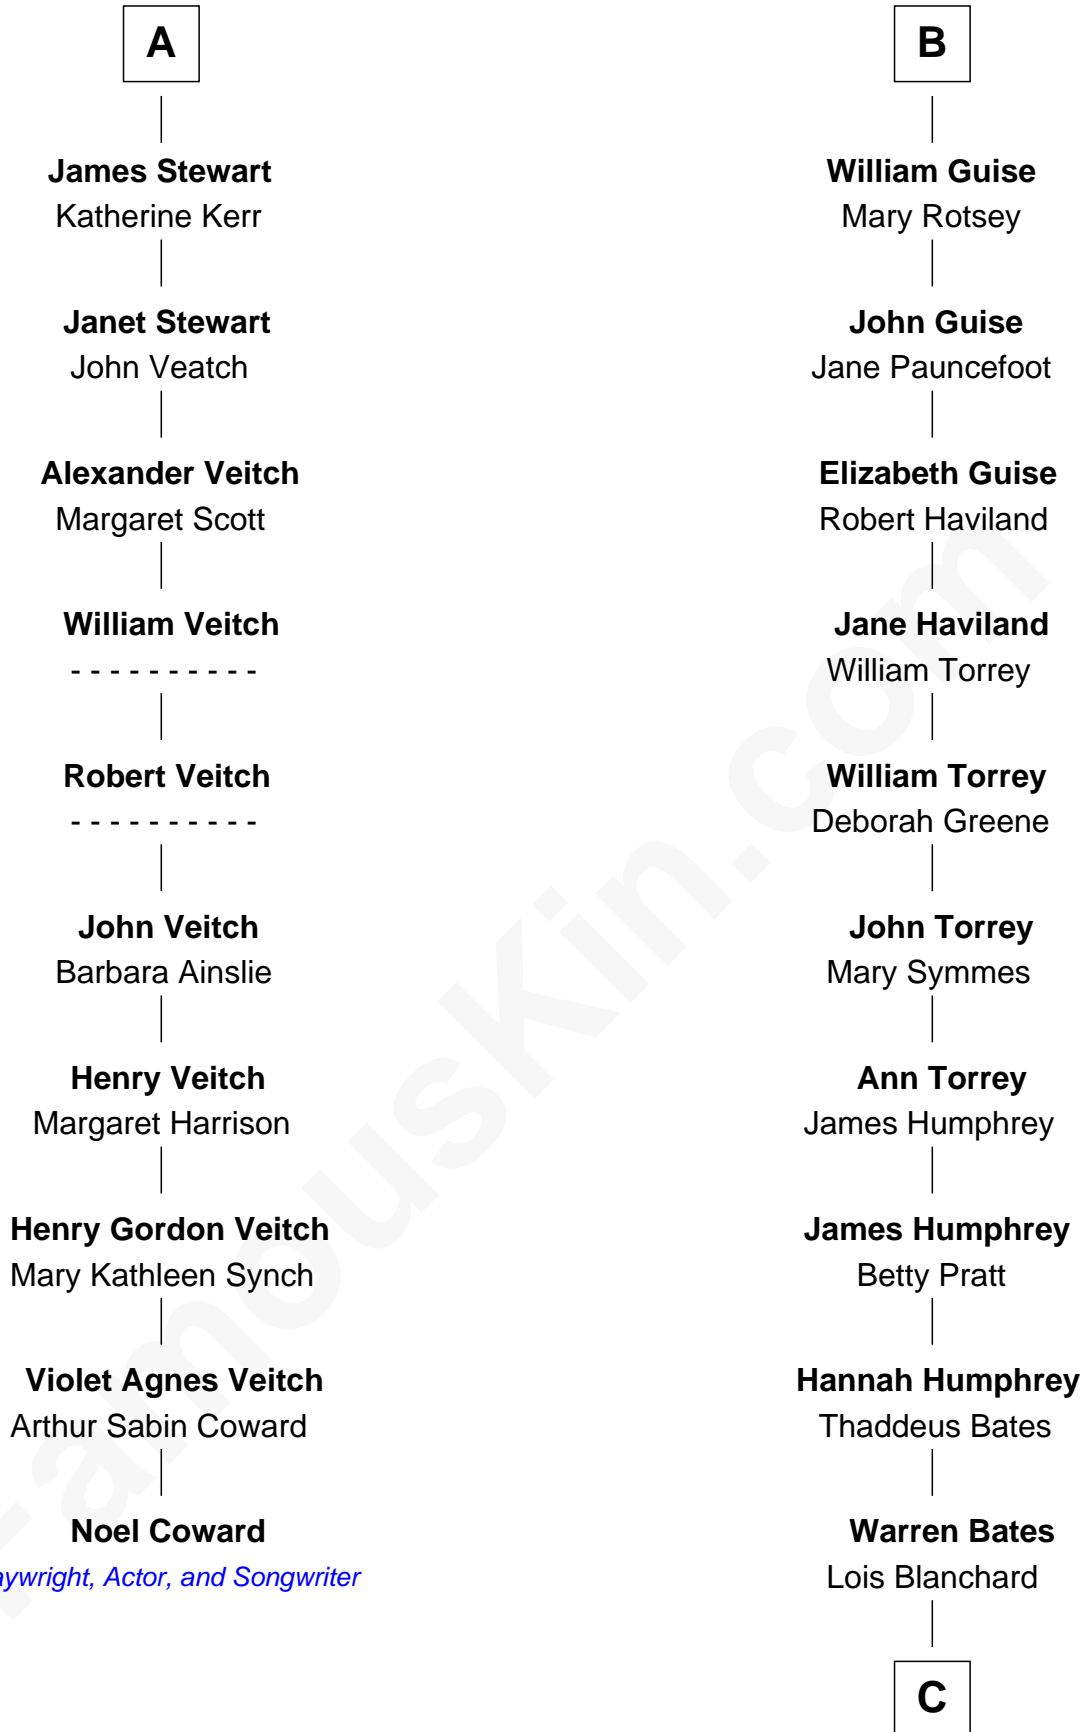 A
James Stewart
Katherine Kerr
Janet Stewart
John Veatch
Alexander Veitch
Margaret Scott
William Veitch
- - - - - - - - - -
Robert Veitch
- - - - - - - - - -
John Veitch
Barbara Ainslie
Henry Veitch
Margaret Harrison
Henry Gordon Veitch
Mary Kathleen Synch
Violet Agnes Veitch
Arthur Sabin Coward
Noel Coward
aywright, Actor, and Songwriter
B
William Guise
Mary Rotsey
John Guise
Jane Pauncefoot
Elizabeth Guise
Robert Haviland
Jane Haviland
William Torrey
William Torrey
Deborah Greene
John Torrey
Mary Symmes
Ann Torrey
James Humphrey
James Humphrey
Betty Pratt
Hannah Humphrey
Thaddeus Bates
Warren Bates
Lois Blanchard
C
FamousKin.com